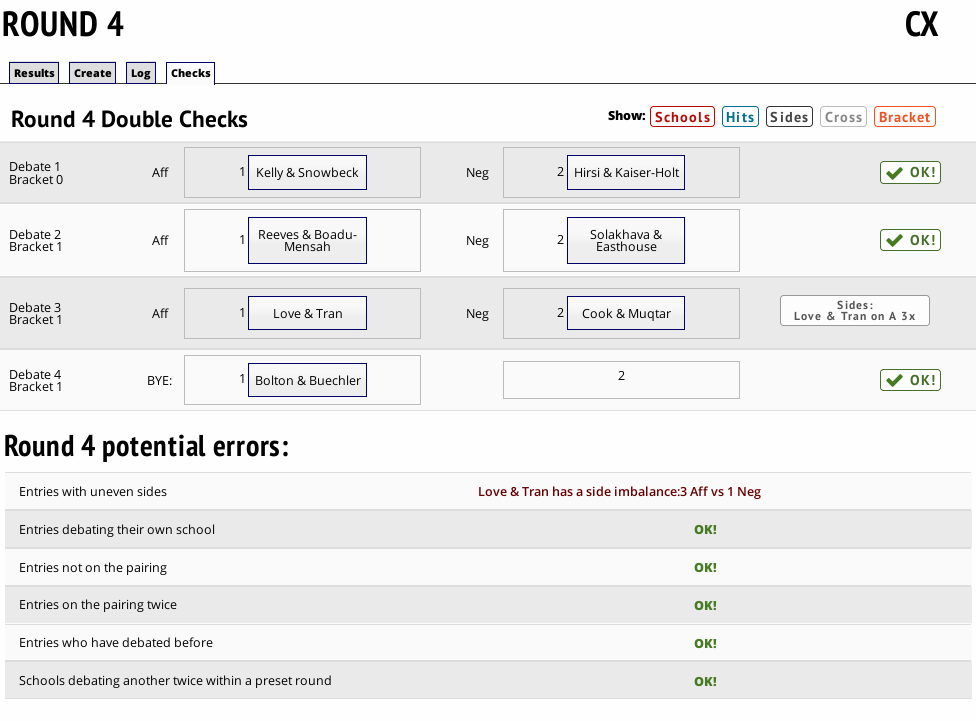 ROUND 4
CX
Results Create Log Checks
Round 4 Double Checks
Show: Schools Hits Sides Cross Bracket
Debate 1
Bracket 0
Aff
1 Kelly & Snowbeck
Neg
2 Hirsi & Kaiser-Holt
OK!
Debate 2
Bracket 1
Aff
1 Reeves & Boadu-
Mensah
Neg
2 Solakhava &
Easthouse
OK!
Debate 3
Bracket 1
Aff
1 Love & Tran
Neg
2 Cook & Muqtar
Sides:
Love & Tran on A 3x
Debate 4
Bracket 1
BYE:
1 Bolton & Buechler
2
OK!
Round 4 potential errors:
Entries with uneven sides
Love & Tran has a side imbalance:3 Aff vs 1 Neg
Entries debating their own school
OK!
Entries not on the pairing
OK!
Entries on the pairing twice
OK!
Entries who have debated before
OK!
Schools debating another twice within a preset round
OK!